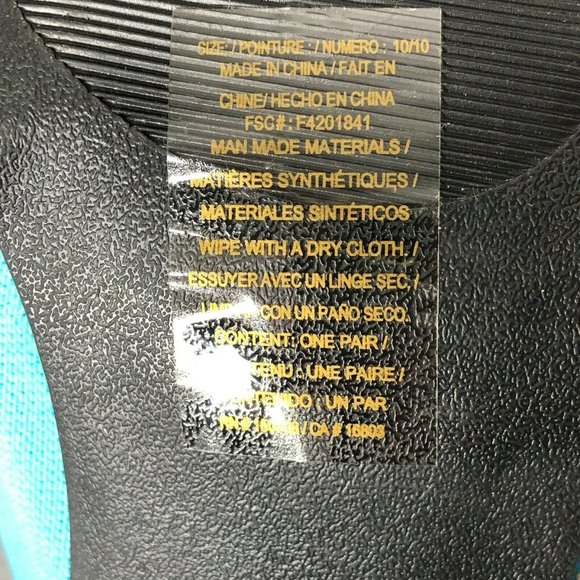 SIZE / POINTURE : / NUMERO : 10/10
MADE IN CHINA / FAIT EN
CHINE/ HECHO EN CHINA
FSC# : F4201841
MAN MADE MATERIALS /
MATIÈRES SYNTHÉTIQUES /
MATERIALES SINTÉTICOS
WIPE WITH A DRY CLOTH. /
ESSUYER AVEC UN LINGE SEC. /
CON UN PAÑO SECO.
CONTENT: ONE PAIR /
: UNE PAIRE /
: UN PAR
RN # / CA #